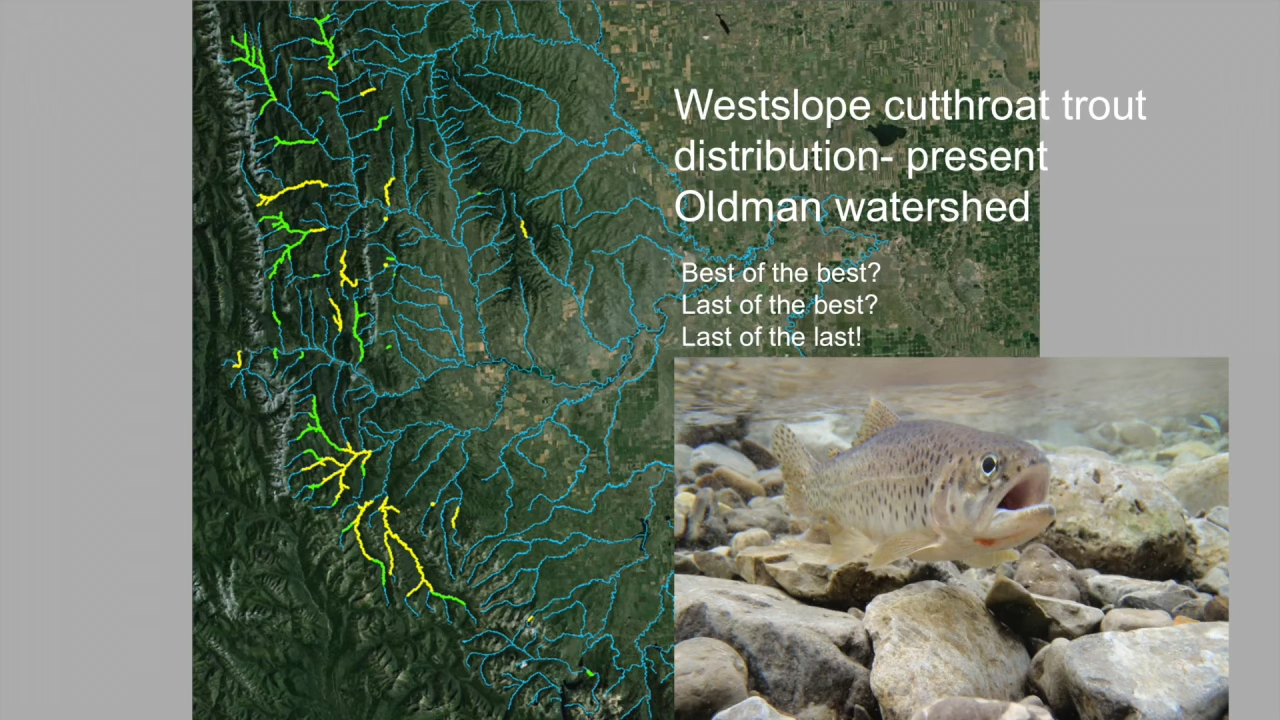 Westslope cutthroat trout
distribution- present
Oldman watershed
Best of the best?
Last of the best?
Last of the last!